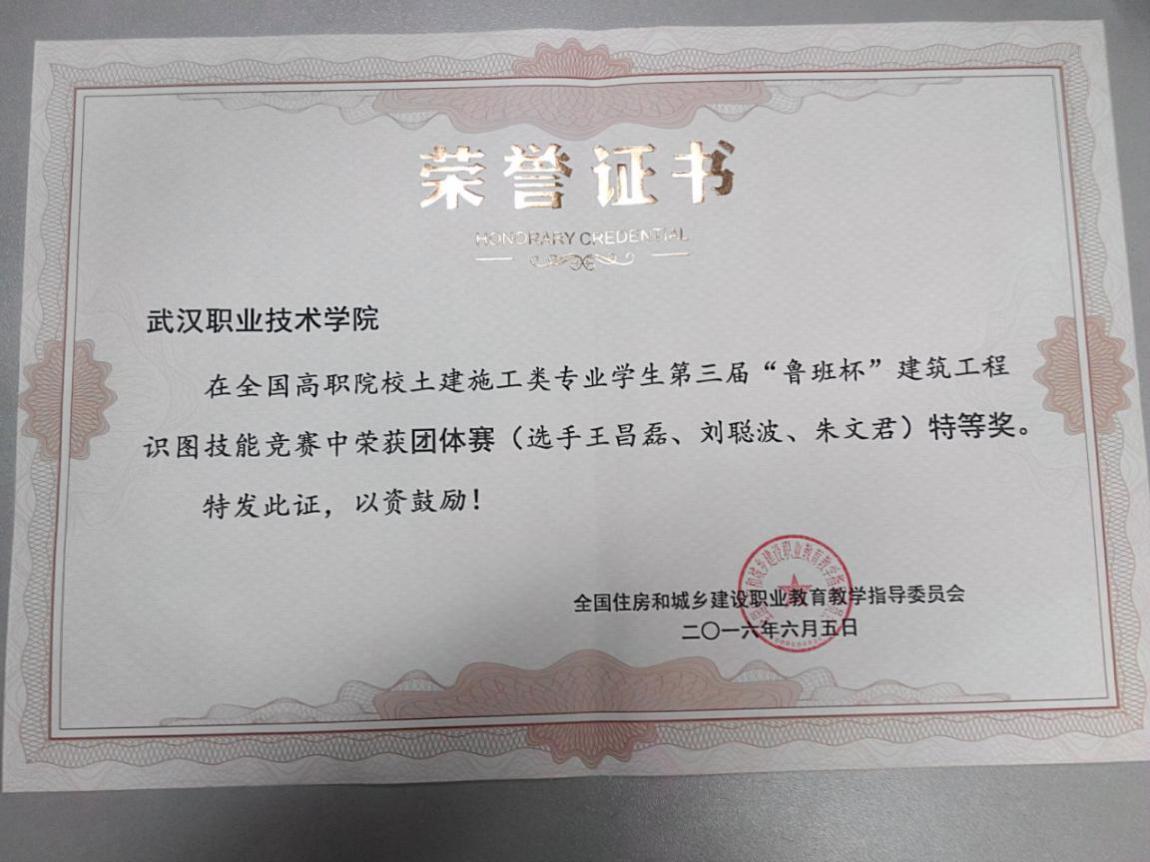 荣誉证书
HONORARY CREDENTIAL
武汉职业技术学院
在全国高职院校土建施工类专业学生第三届“鲁班杯”建筑工程
识图技能竞赛中荣获团体赛（选手王昌磊、刘聪波、朱文君）特等奖。
特发此证，以资鼓励！
全国住房和城乡建设职业教育教学指导委员会
二〇一六年六月五日